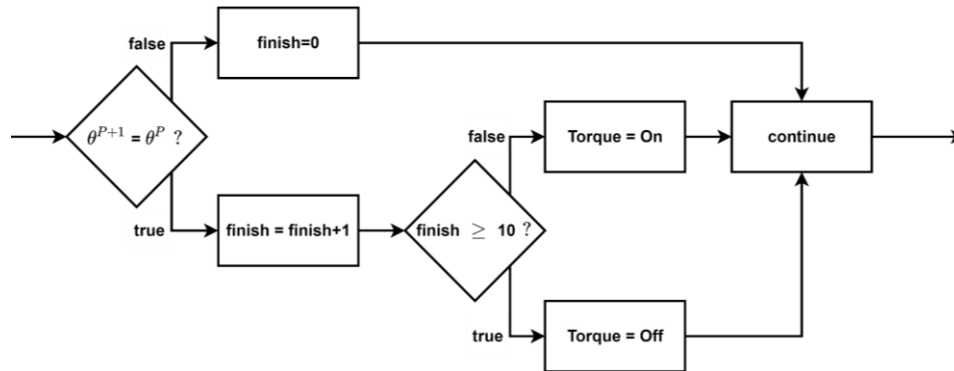 false
finish=0
θ^{P+1} = θ^P ?
true
finish = finish+1
false
Torque = On
continue
finish ≥ 10 ?
true
Torque = Off